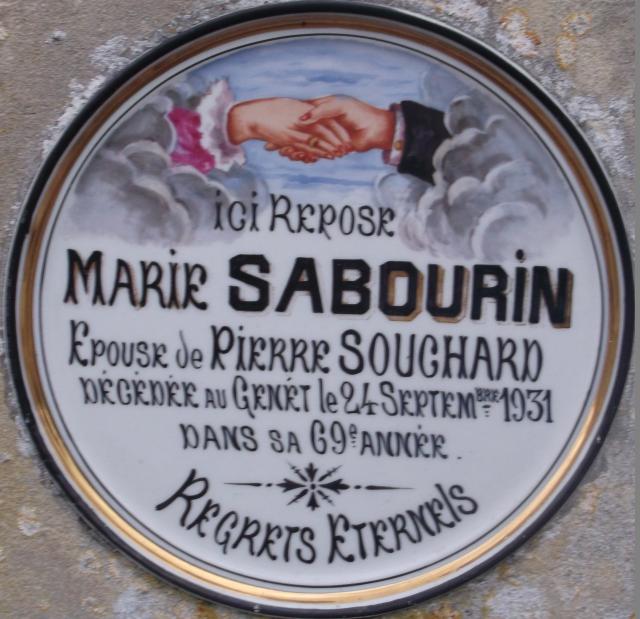 ici Repose
Marie SABOURIN
Epouse de Pierre SOUCHARD
Décédée au Genêt le 24 Septembre 1931
dans sa 69e année.
Regrets Eternels